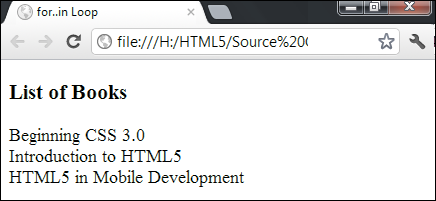 for..in Loop
file:///H:/HTML5/Source%20
List of Books
Beginning CSS 3.0
Introduction to HTML5
HTML5 in Mobile Development